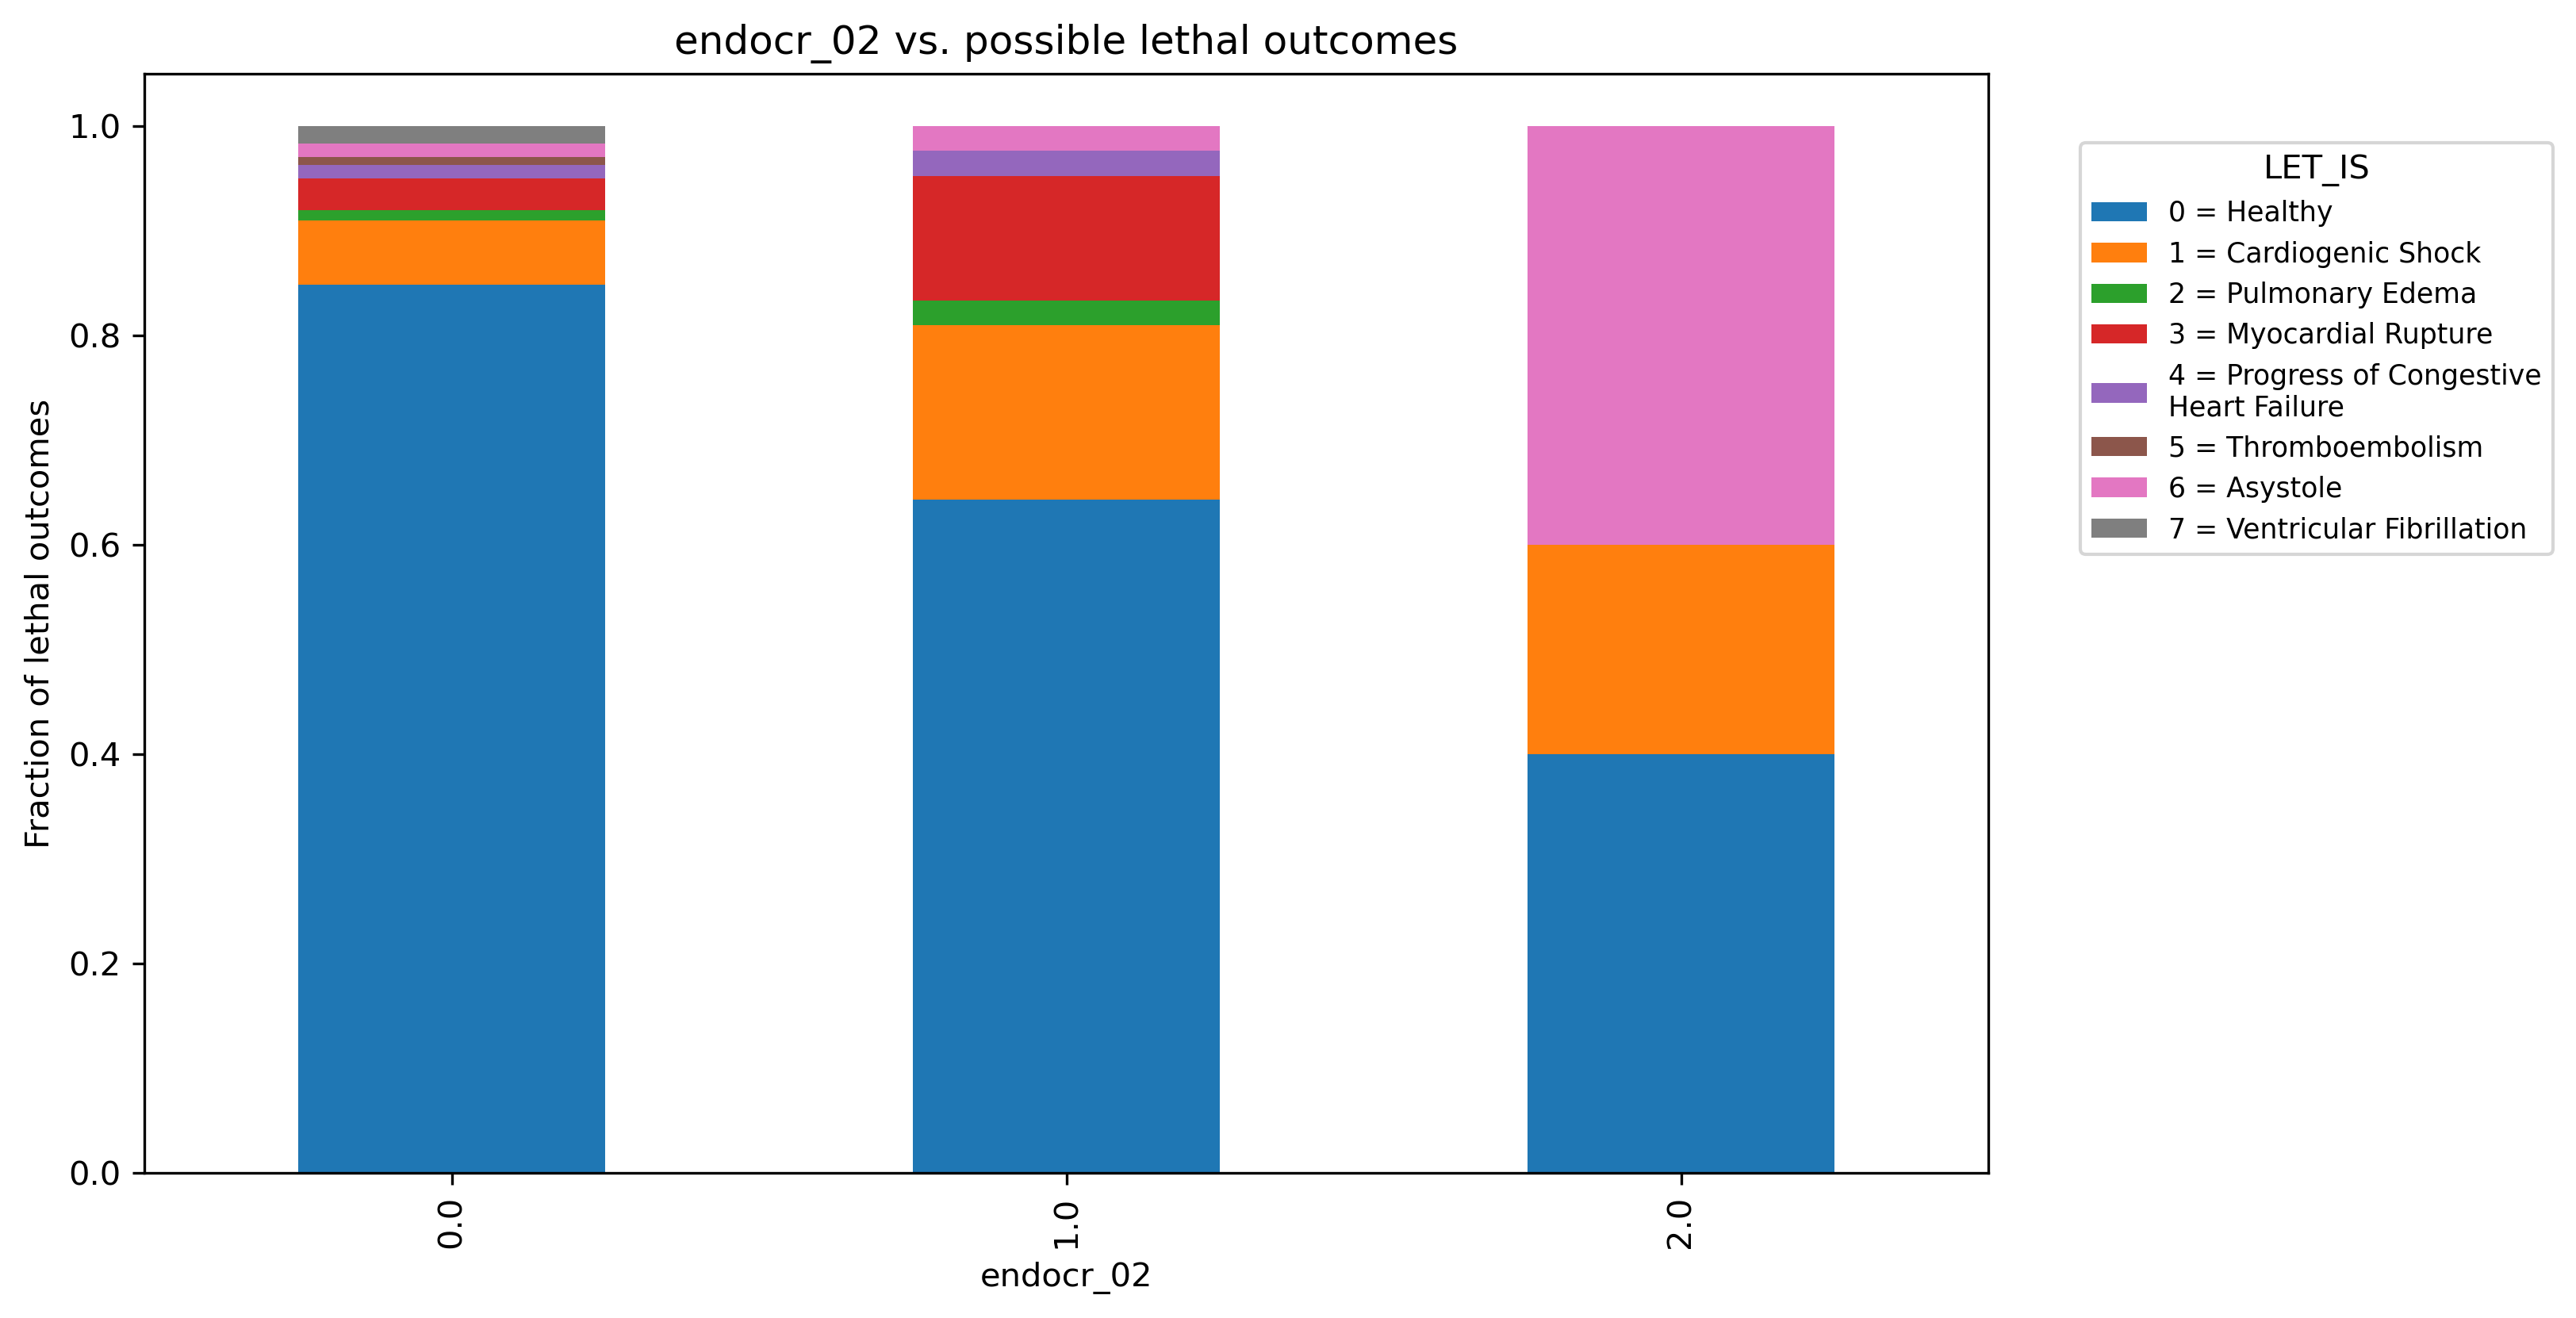 endocr_02 vs. possible lethal outcomes
Fraction of lethal outcomes
1.0
0.8
0.6
0.4
0.2
0.0
0.0
1.0
2.0
endocr_02
LET_IS
0 = Healthy
1 = Cardiogenic Shock
2 = Pulmonary Edema
3 = Myocardial Rupture
4 = Progress of Congestive
Heart Failure
5 = Thromboembolism
6 = Asystole
7 = Ventricular Fibrillation